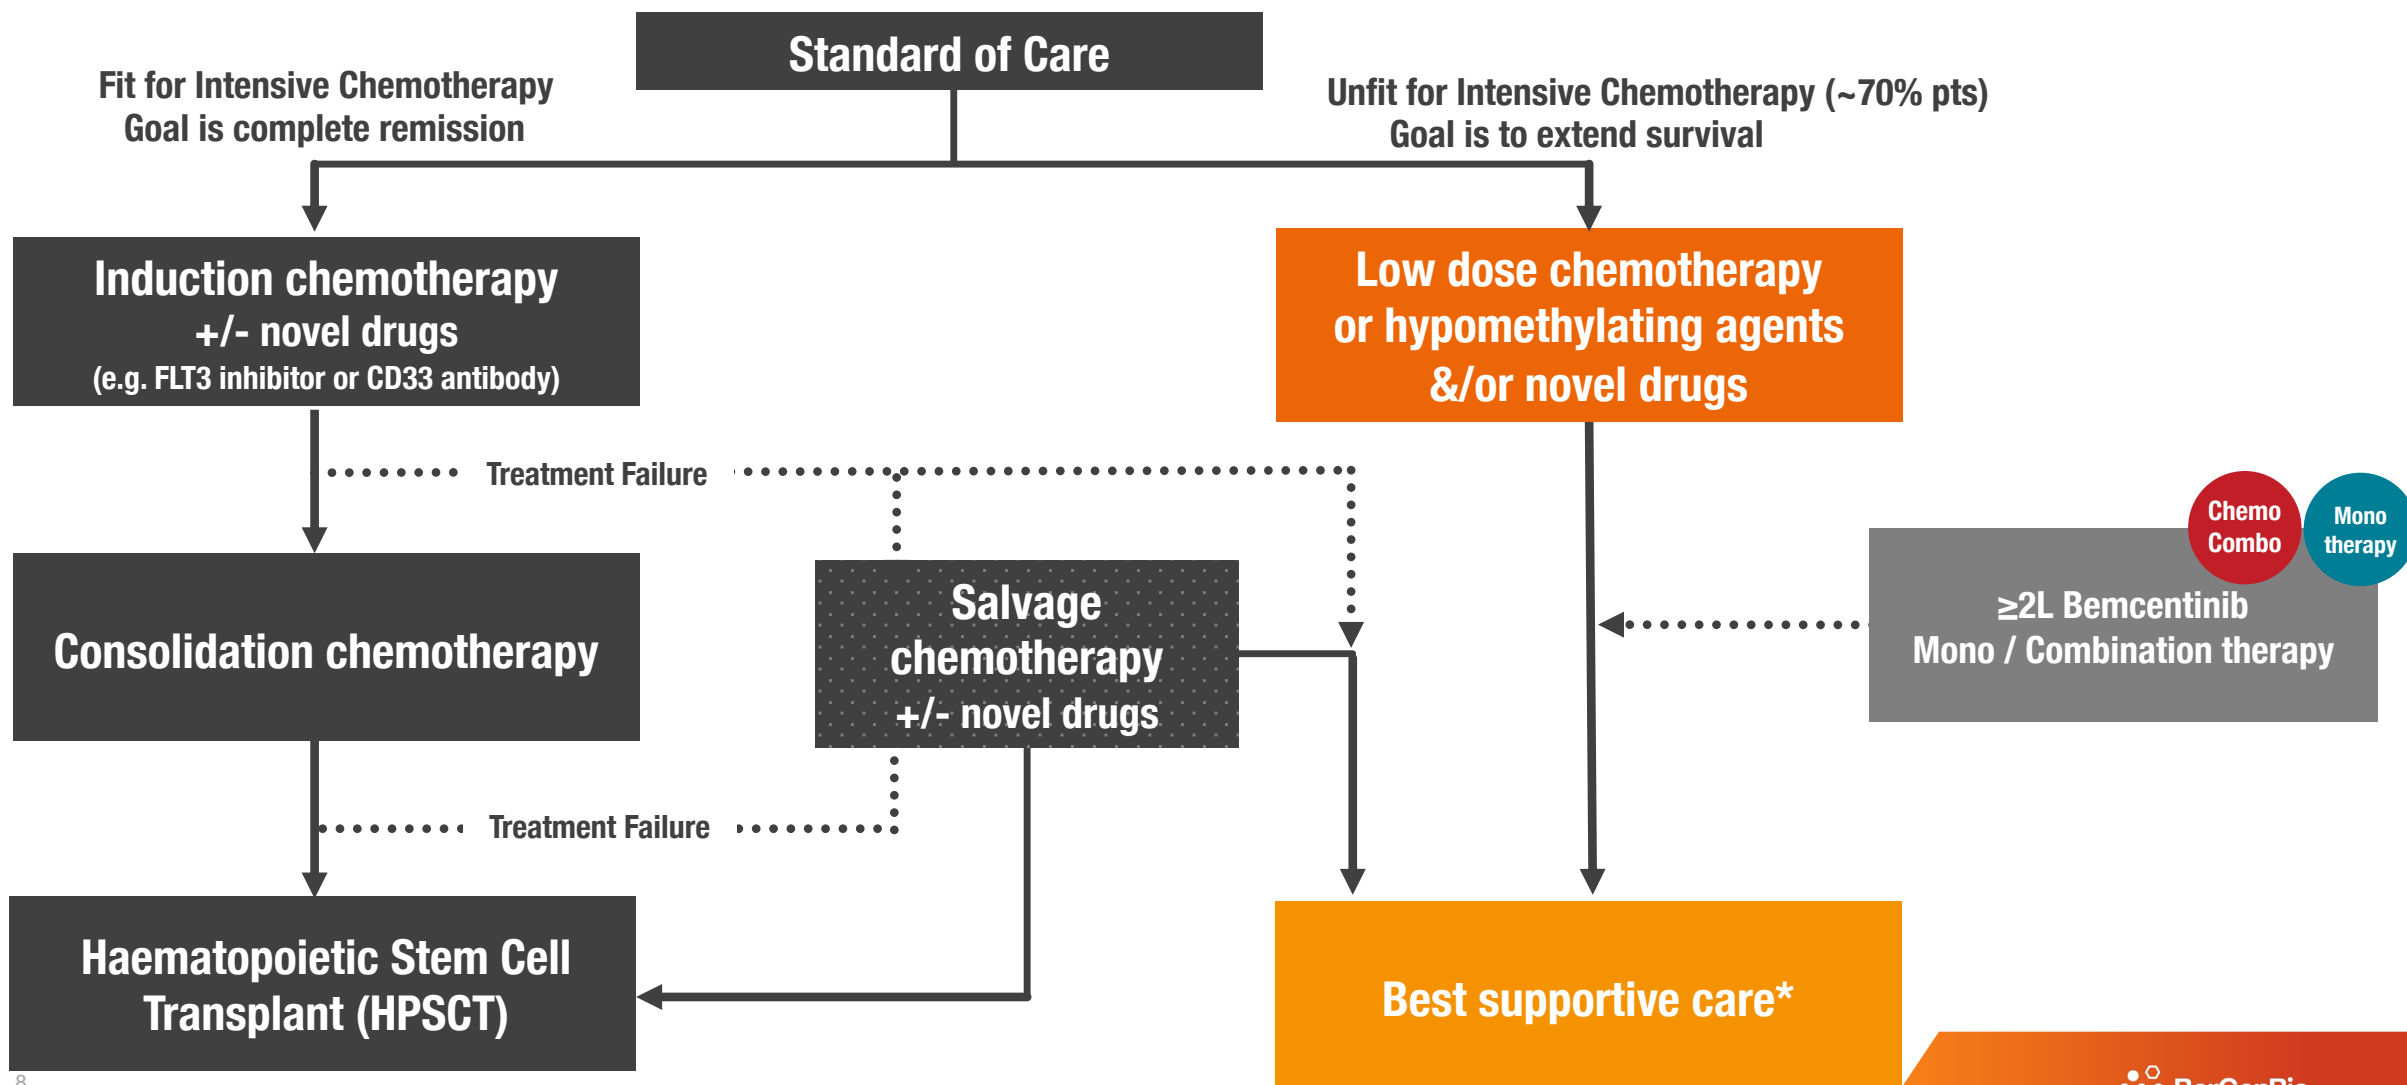 Standard of Care
Fit for Intensive Chemotherapy
Goal is complete remission
Unfit for Intensive Chemotherapy (~70% pts)
Goal is to extend survival
Induction chemotherapy
+/- novel drugs
(e.g. FLT3 inhibitor or CD33 antibody)
Low dose chemotherapy
or hypomethylating agents
&/or novel drugs
Treatment Failure
Chemo
Combo
Mono
therapy
Salvage
chemotherapy
+/- novel drugs
≥2L Bemcentinib
Mono / Combination therapy
Consolidation chemotherapy
Treatment Failure
Haematopoietic Stem Cell
Transplant (HPSCT)
Best supportive care*
8